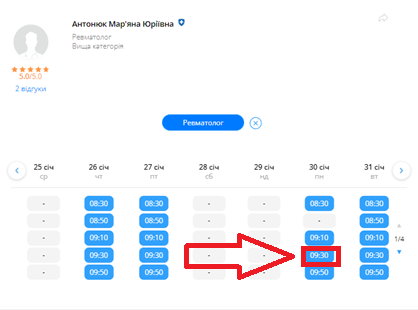 Антонюк Мар'яна Юріївна
Ревматолог
Вища категорія
5.0/5,0
2 відгуки
Ревматолог
25 січ 26 січ 27 січ 28 січ 29 січ 30 січ 31 січ
ср чт пт сб нд пн вт
- 08:30 08:30 - - 08:30 08:30
- 08:50 08:50 - - - 08:50
- 09:10 09:10 - - 09:10 09:10 1/4
- 09:30 09:30 - - 09:30 09:30
- 09:50 09:50 - - 09:50 09:50